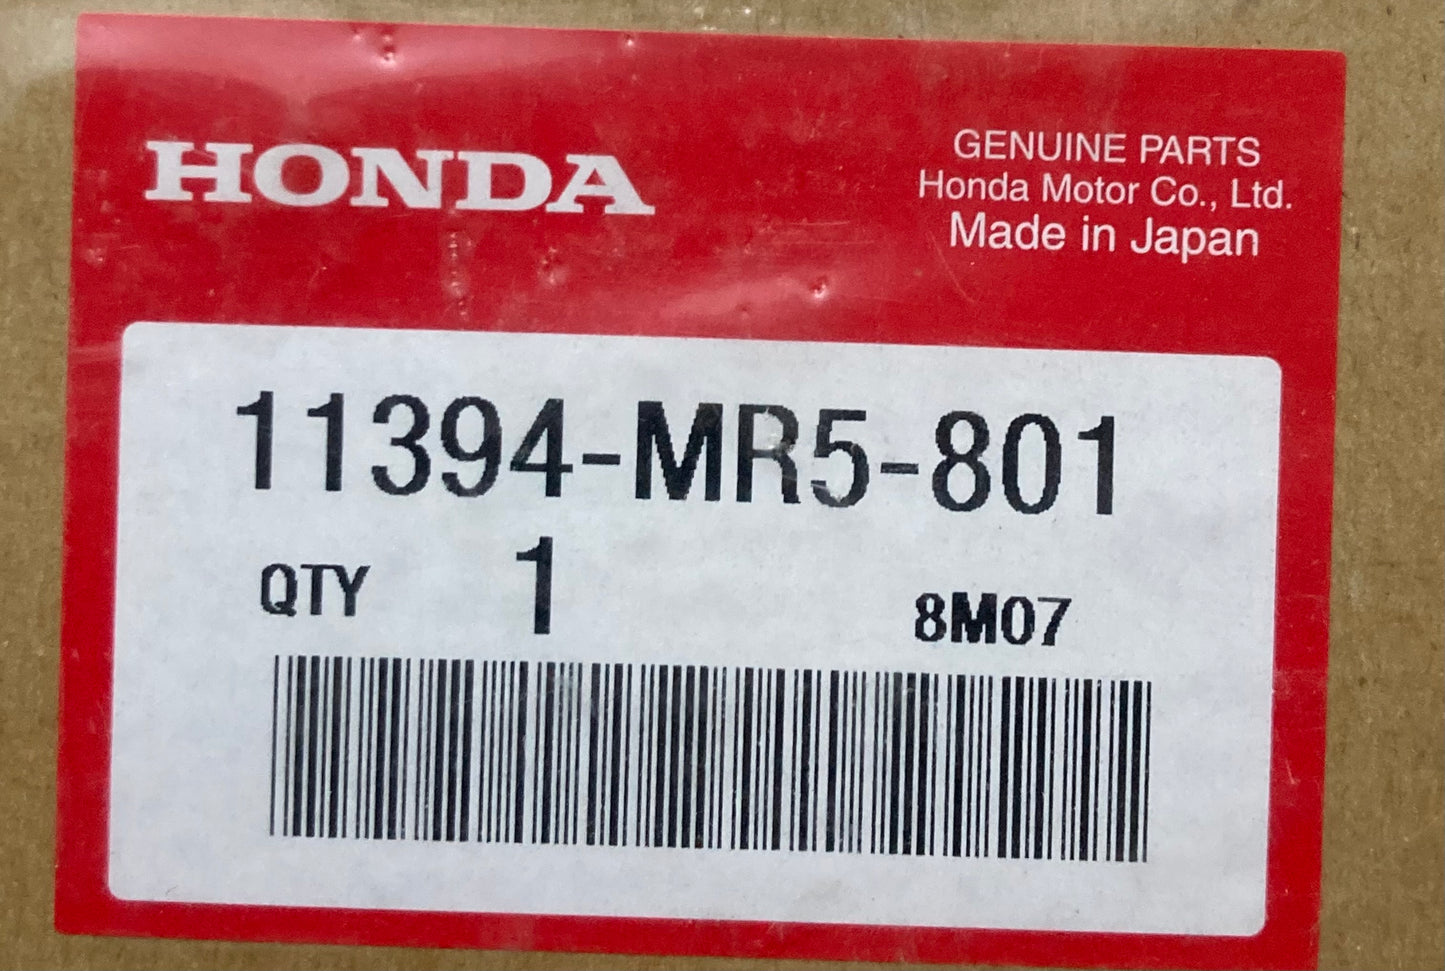 HONDA
GENUINE PARTS
Honda Motor Co., Ltd.
Made in Japan
11394-MR5-801
QTY 1 8M07